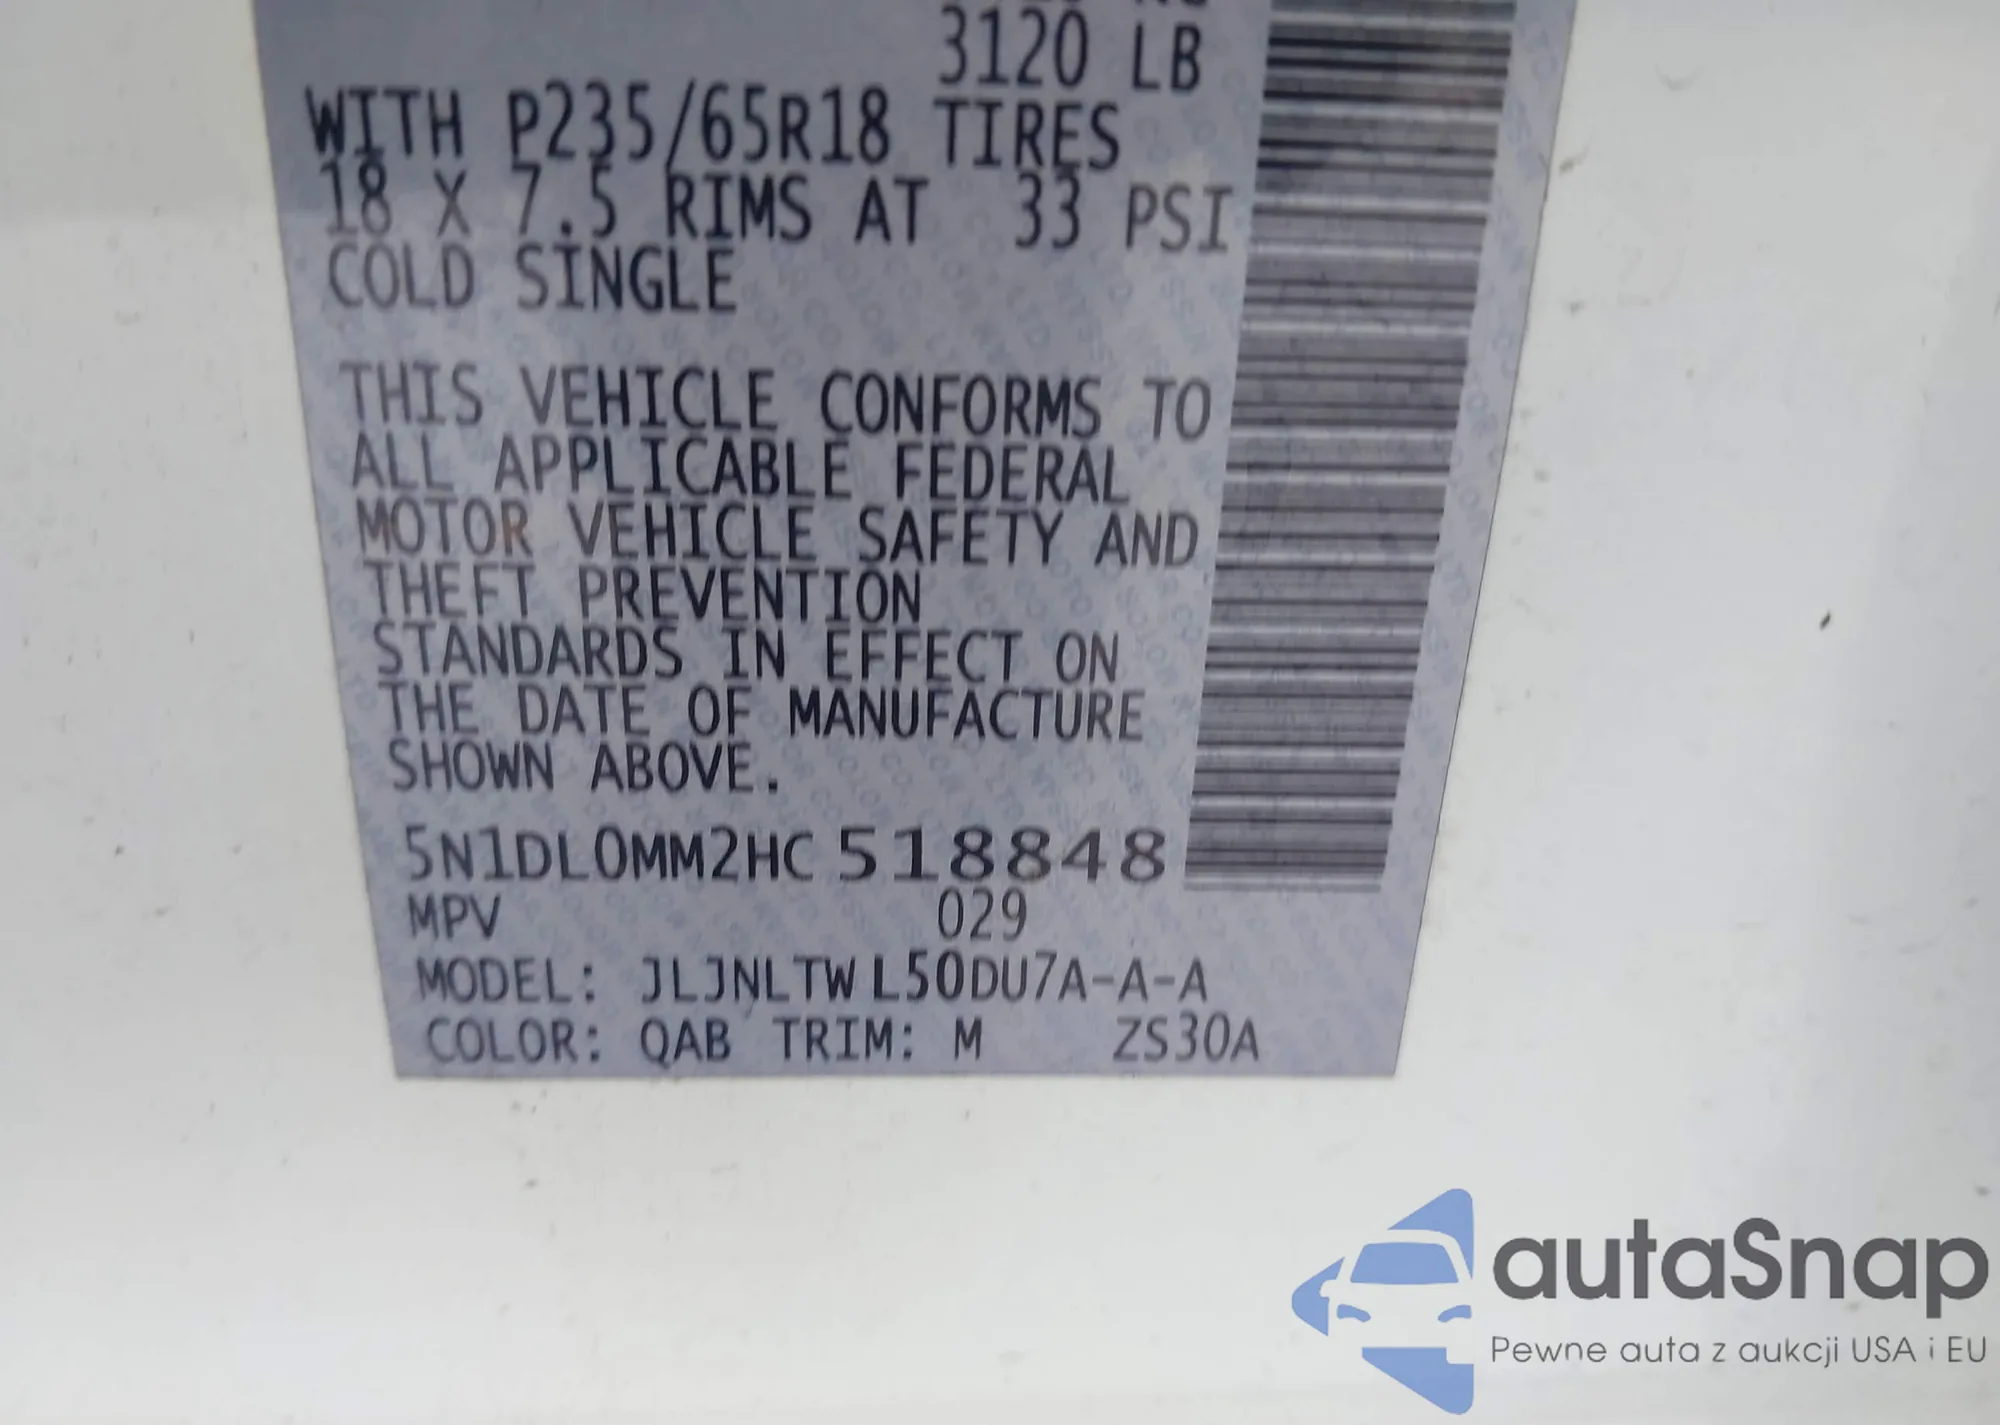 3120 LB
WITH P235/65R18 TIRES
18 X 7.5 RIMS AT 33 PSI
COLD SINGLE
THIS VEHICLE CONFORMS TO
ALL APPLICABLE FEDERAL
MOTOR VEHICLE SAFETY AND
THEFT PREVENTION
STANDARDS IN EFFECT ON
THE DATE OF MANUFACTURE
SHOWN ABOVE.
5N1DL0MM2HC518848
MPV 029
MODEL: JLJNLTWL50DU7A-A-A
COLOR: QAB TRIM: M ZS30A
autaSnap
Pewne auta z aukcji USA i EU